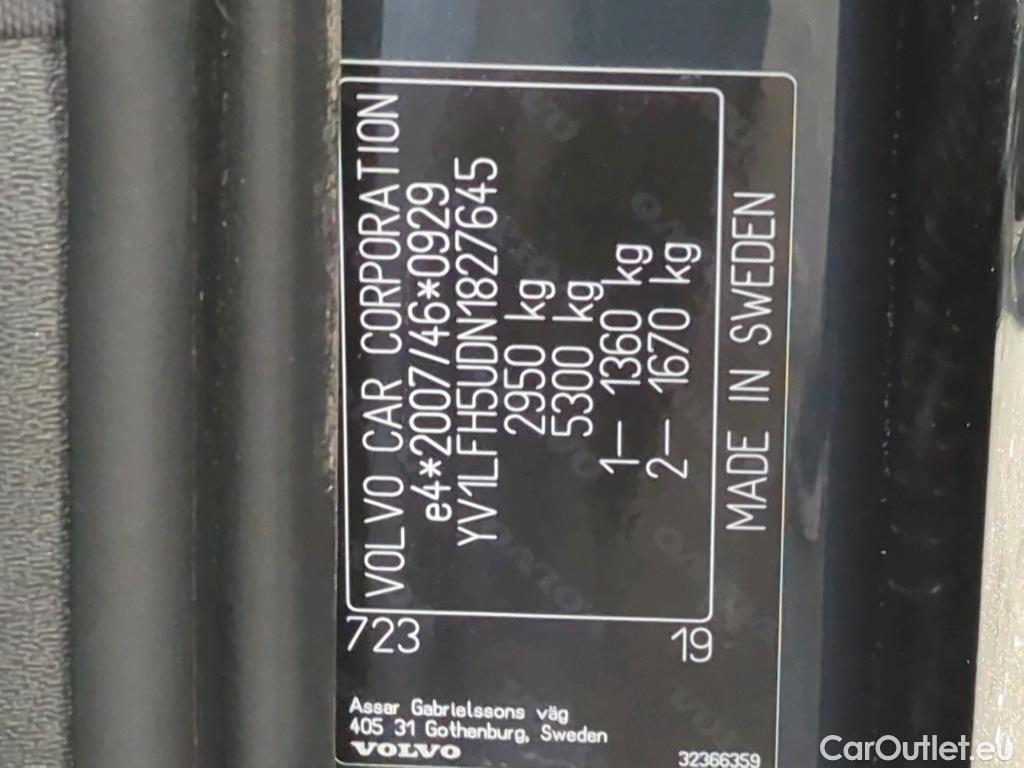 VOLVO CAR CORPORATION
e4*2007/46*0929
YV1LFH5UDN1827645
2950 kg
5300 kg
1— 1360 kg
2— 1670 kg
MADE IN SWEDEN
723
19
Assar Gabrielssons väg
405 31 Gothenburg, Sweden
VOLVO
32366359
CarOutlet.eu